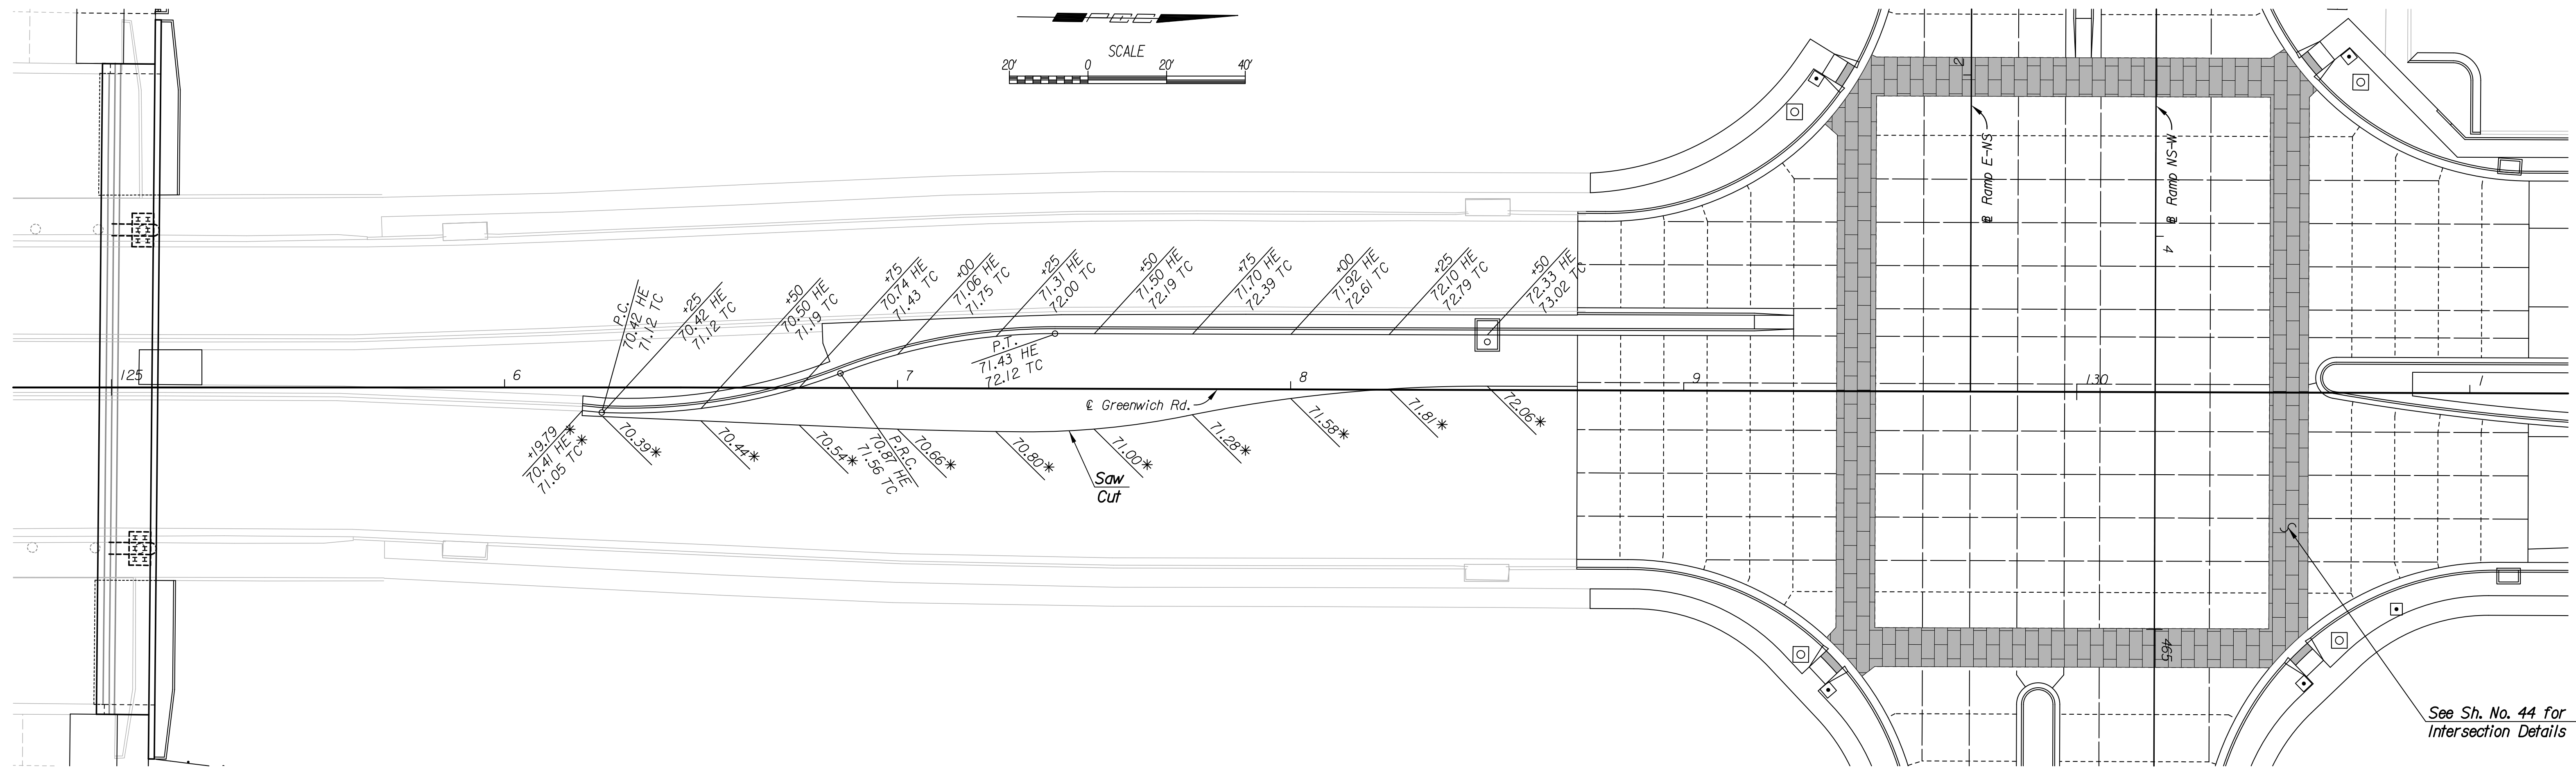 SCALE
20' 0 20' 40'
P.C.
70.42 HE
71.12 TC
+25
70.42 HE
71.12 TC
+50
70.50 HE
71.19 TC
+75
70.74 HE
71.43 TC
+00
71.06 HE
71.75 TC
+25
71.31 HE
72.00 TC
+50
71.50 HE
72.19 TC
+75
71.70 HE
72.39 TC
+00
71.92 HE
72.61 TC
+25
72.10 HE
72.79 TC
+50
72.33 HE
73.02 TC
P.T.
71.43 HE
72.12 TC
125 6 7 8 9 130 1
℄ Greenwich Rd.
+19.79
70.41 HE*
71.05 TC*
70.39*
70.44*
70.54*
P.R.C.
70.87 HE
71.56 TC
70.66*
70.80*
71.00*
71.28*
71.58*
71.81*
72.06*
Saw
Cut
2
℄ Ramp E-NS
℄ Ramp NS-W
4
465
See Sh. No. 44 for
Intersection Details